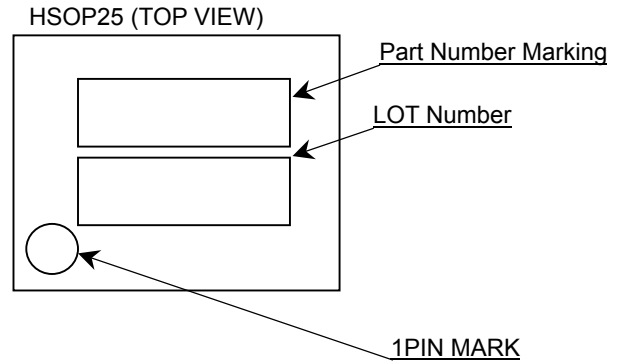 HSOP25 (TOP VIEW)
Part Number Marking
LOT Number
1PIN MARK